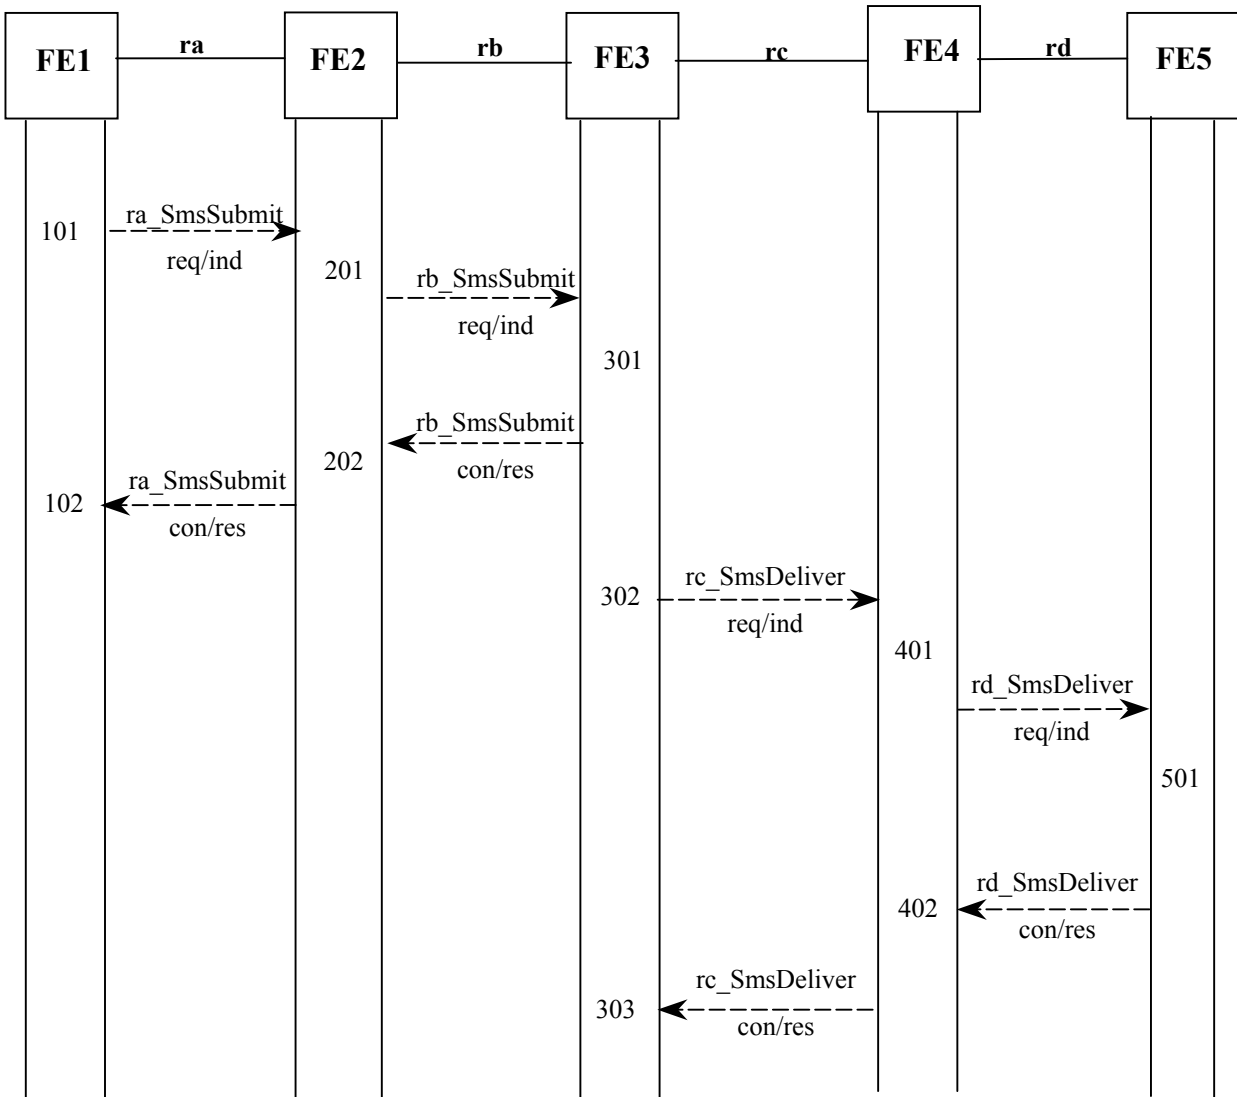 FE1 ra FE2 rb FE3 rc FE4 rd FE5
ra_SmsSubmit
101
req/ind
201
rb_SmsSubmit
req/ind
301
rb_SmsSubmit
202
con/res
ra_SmsSubmit
102
con/res
rc_SmsDeliver
302
req/ind
401
rd_SmsDeliver
req/ind
501
rd_SmsDeliver
402
con/res
rc_SmsDeliver
303
con/res